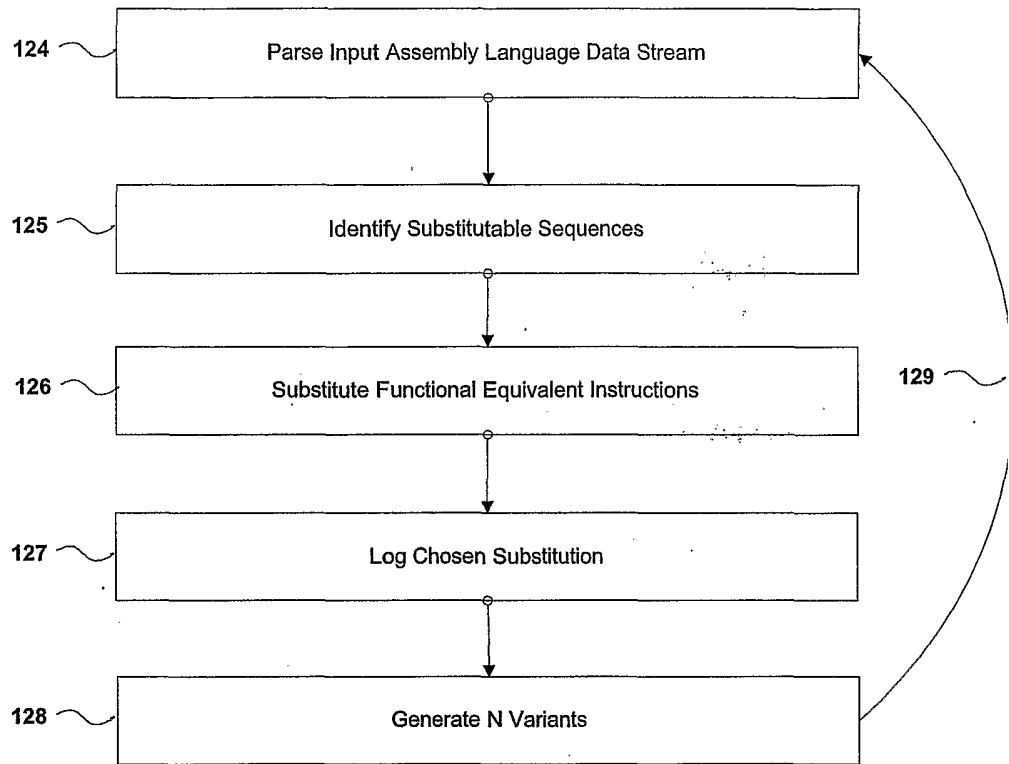 124
Parse Input Assembly Language Data Stream
125
Identify Substitutable Sequences
126
Substitute Functional Equivalent Instructions
129
127
Log Chosen Substitution
128
Generate N Variants